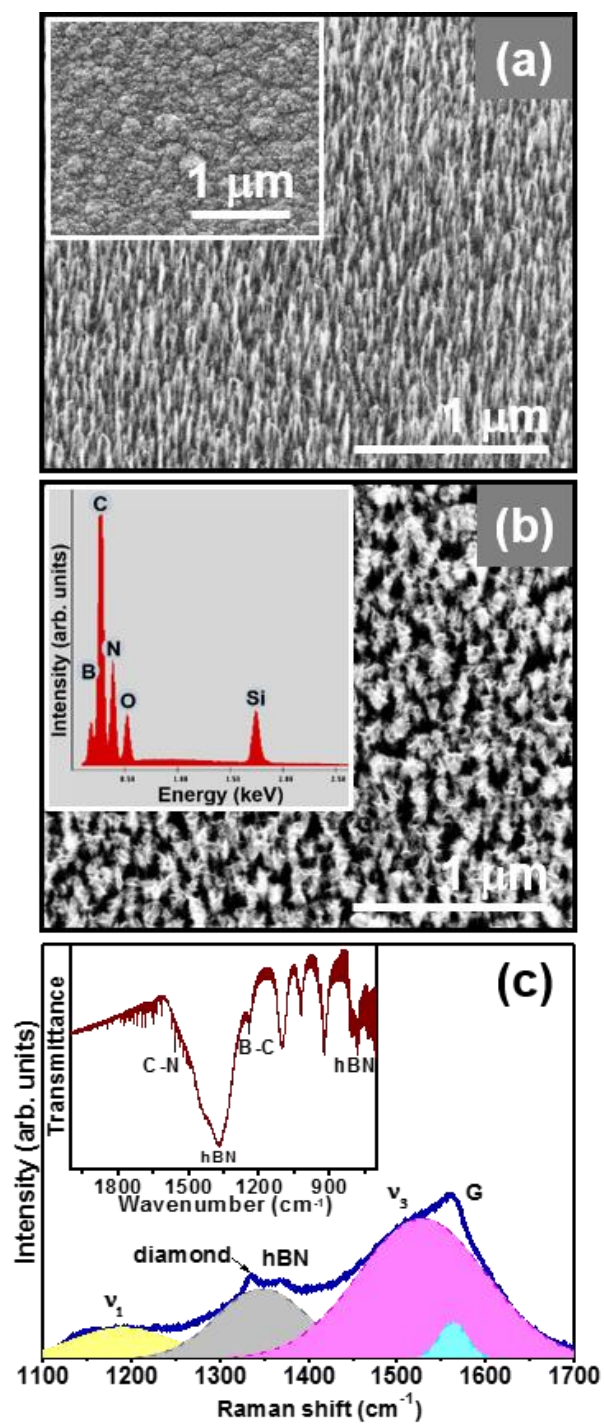 (a)
1 μm
1 μm
(b)
C
B
N
O
Si
Intensity (arb. units)
0.50 1.00 1.50 2.00 2.50
Energy (keV)
1 μm
(c)
Transmittance
C-N
B-C
hBN
hBN
1800 1500 1200 900
Wavenumber (cm-1)
Intensity (arb. units)
ν1
diamond
hBN
ν3
G
1100 1200 1300 1400 1500 1600 1700
Raman shift (cm-1)